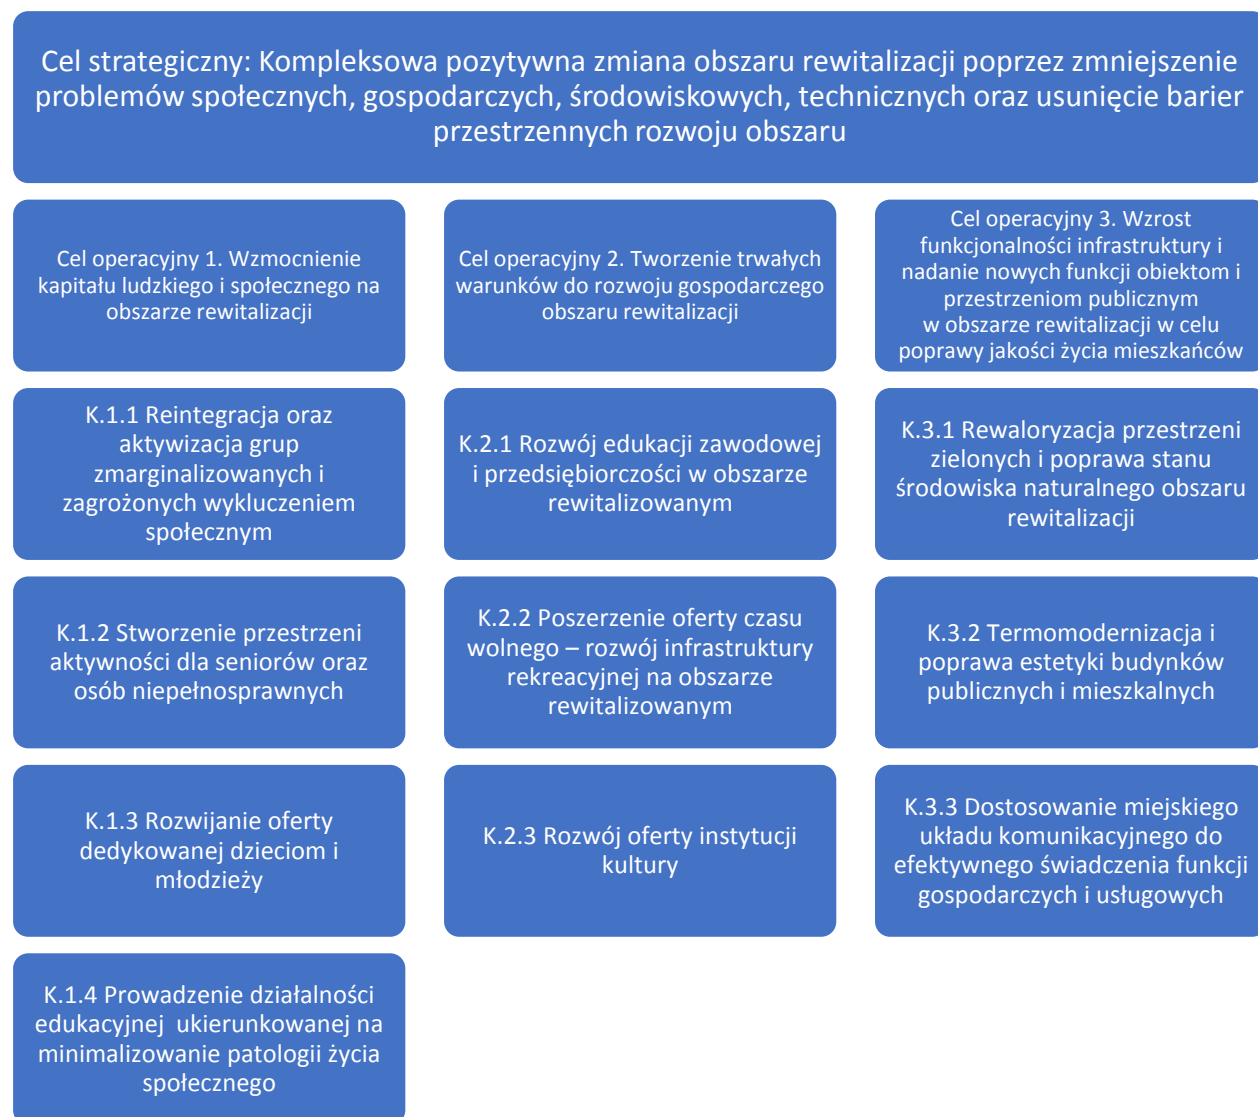 Cel strategiczny: Kompleksowa pozytywna zmiana obszaru rewitalizacji poprzez zmniejszenie
problemów społecznych, gospodarczych, środowiskowych, technicznych oraz usunięcie barier
przestrzennych rozwoju obszaru
Cel operacyjny 1. Wzmocnienie
kapitału ludzkiego i społecznego na
obszarze rewitalizacji
Cel operacyjny 2. Tworzenie trwałych
warunków do rozwoju gospodarczego
obszaru rewitalizacji
Cel operacyjny 3. Wzrost
funkcjonalności infrastruktury i
nadanie nowych funkcji obiektom i
przestrzeniom publicznym
w obszarze rewitalizacji w celu
poprawy jakości życia mieszkańców
K.1.1 Reintegracja oraz
aktywizacja grup
zmarginalizowanych i
zagrożonych wykluczeniem
społecznym
K.2.1 Rozwój edukacji zawodowej
i przedsiębiorczości w obszarze
rewitalizowanym
K.3.1 Rewaloryzacja przestrzeni
zielonych i poprawa stanu
środowiska naturalnego obszaru
rewitalizacji
K.1.2 Stworzenie przestrzeni
aktywności dla seniorów oraz
osób niepełnosprawnych
K.2.2 Poszerzenie oferty czasu
wolnego – rozwój infrastruktury
rekreacyjnej na obszarze
rewitalizowanym
K.3.2 Termomodernizacja i
poprawa estetyki budynków
publicznych i mieszkalnych
K.1.3 Rozwijanie oferty
dedykowanej dzieciom i
młodzieży
K.2.3 Rozwój oferty instytucji
kultury
K.3.3 Dostosowanie miejskiego
układu komunikacyjnego do
efektywnego świadczenia funkcji
gospodarczych i usługowych
K.1.4 Prowadzenie działalności
edukacyjnej  ukierunkowanej na
minimalizowanie patologii życia
społecznego